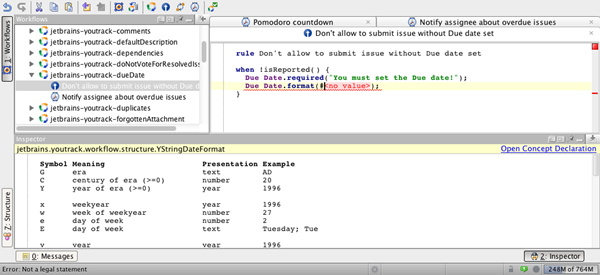 Workflows
jetbrains-youtrack-comments
jetbrains-youtrack-defaultDescription
jetbrains-youtrack-dependencies
jetbrains-youtrack-doNotVoteForResolvedIss
jetbrains-youtrack-dueDate
Don't allow to submit issue without Due d
Notify assignee about overdue issues
jetbrains-youtrack-duplicates
jetbrains-youtrack-forgottenAttachment
1: Workflows
Z: Structure
Pomodoro countdown
Notify assignee about overdue issues
Don't allow to submit issue without Due date set
rule Don't allow to submit issue without Due date set
when !isReported() {
Due Date.required("You must set the Due date!");
Due Date.format(#<no value>);
}
Inspector
jetbrains.youtrack.workflow.structure.YStringDateFormat
Open Concept Declaration
Symbol Meaning Presentation Example
G era text AD
C century of era (>=0) number 20
Y year of era (>=0) year 1996
x weekyear year 1996
w week of weekyear number 27
e day of week number 2
E day of week text Tuesday; Tue
y year year 1996
0: Messages
2: Inspector
Error: Not a legal statement
248M of 764M